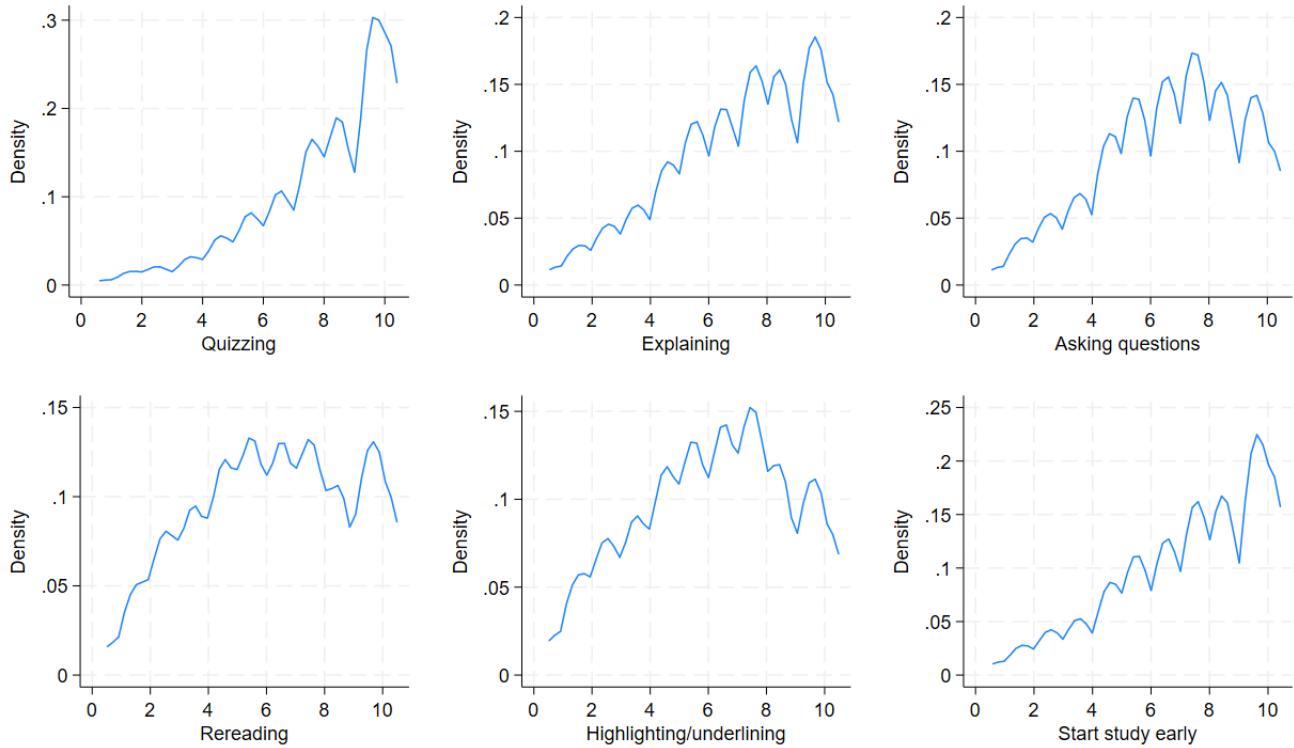 Density
.3
.2
.1
0
0 2 4 6 8 10
Quizzing
Density
.2
.15
.1
.05
0
0 2 4 6 8 10
Explaining
Density
.2
.15
.1
.05
0
0 2 4 6 8 10
Asking questions
Density
.15
.1
.05
0
0 2 4 6 8 10
Rereading
Density
.15
.1
.05
0
0 2 4 6 8 10
Highlighting/underlining
Density
.25
.2
.15
.1
.05
0
0 2 4 6 8 10
Start study early